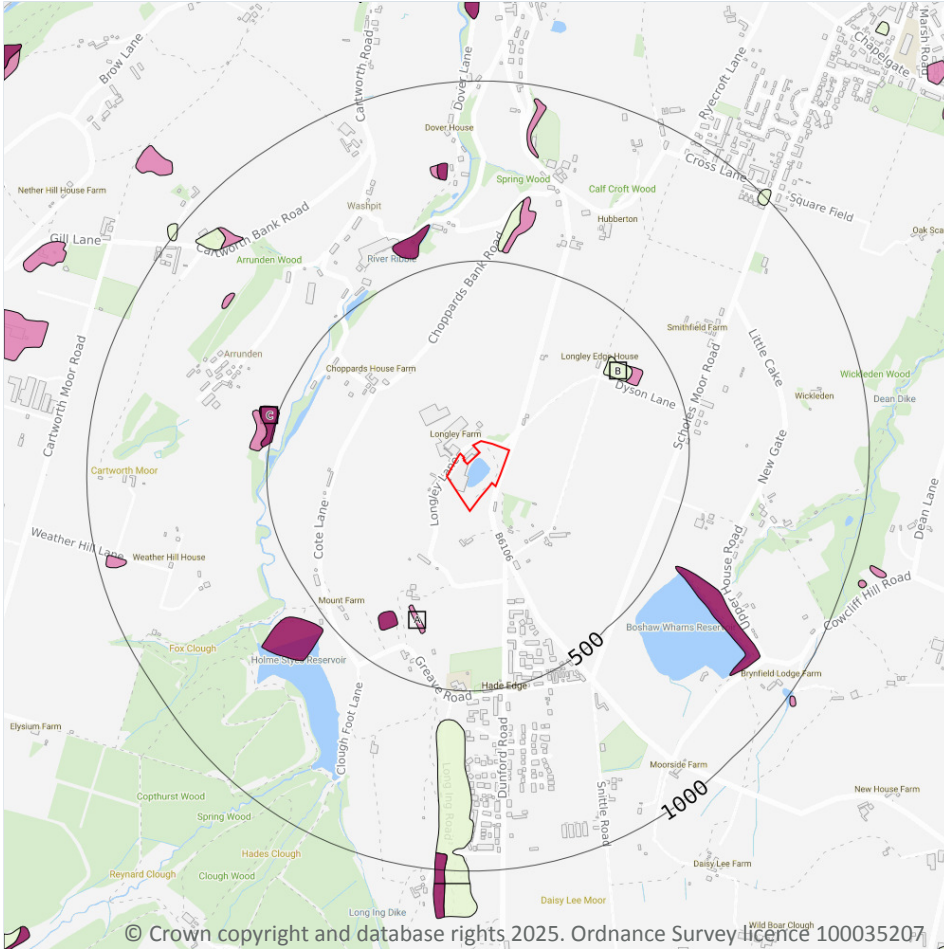 Brow Lane
Cartworth Road
Dover Lane
Ryecroft Lane
Chapelgate
Marsh Road
Dover House
Cross Lane
Nether Hill House Farm
Spring Wood
Calf Croft Wood
Washpit
Square Field
Hubberton
Gill Lane
Cartworth Bank Road
Oak Sca
Arrunden Wood
River Ribble
Choppards Bank Road
Smithfield Farm
Little Cake
Cartworth Moor Road
Arrunden
Longley Edge House
Choppards House Farm
B
Wickleden Wood
Dyson Lane
Wickleden
Dean Dike
Scholes Moor Road
C
Longley Farm
New Gate
Cartworth Moor
Longley Lane
Dean Lane
Cote Lane
Weather Hill Lane
Weather Hill House
B6106
Upper House Road
Mount Farm
Cowcliff Hill Road
Boshaw Whams Reser
Fox Clough
Holme Styes Reservoir
500
Greave Road
Brynfield Lodge Farm
Hade Edge
Clough Foot Lane
Elysium Farm
Dunford Road
Long Ing Road
Moorside Farm
Copthurst Wood
Snittle Road
New House Farm
1000
Spring Wood
Hades Clough
Daisy Lee Farm
Reynard Clough
Clough Wood
Daisy Lee Moor
Long Ing Dike
Wild Boar Clough
© Crown copyright and database rights 2025. Ordnance Survey licence 100035207